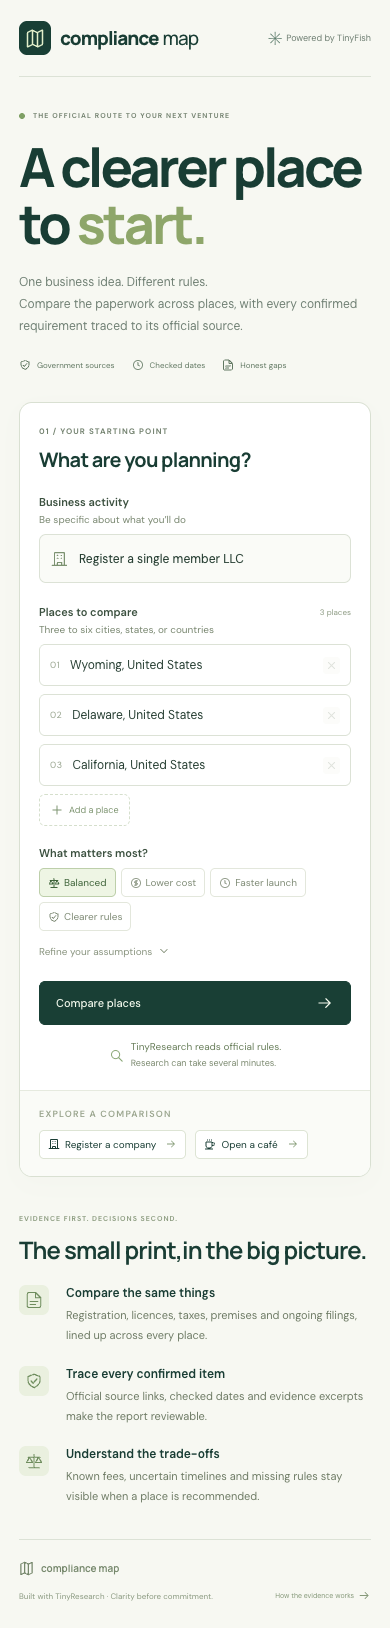 compliance map
Powered by TinyFish
THE OFFICIAL ROUTE TO YOUR NEXT VENTURE
A clearer place
to start.
One business idea. Different rules.
Compare the paperwork across places, with every confirmed
requirement traced to its official source.
Government sources
Checked dates
Honest gaps
01 / YOUR STARTING POINT
What are you planning?
Business activity
Be specific about what you'll do
Register a single member LLC
Places to compare
3 places
Three to six cities, states, or countries
01 Wyoming, United States
02 Delaware, United States
03 California, United States
Add a place
What matters most?
Balanced
Lower cost
Faster launch
Clearer rules
Refine your assumptions
Compare places
TinyResearch reads official rules.
Research can take several minutes.
EXPLORE A COMPARISON
Register a company
Open a café
EVIDENCE FIRST. DECISIONS SECOND.
The small print, in the big picture.
Compare the same things
Registration, licences, taxes, premises and ongoing filings,
lined up across every place.
Trace every confirmed item
Official source links, checked dates and evidence excerpts
make the report reviewable.
Understand the trade-offs
Known fees, uncertain timelines and missing rules stay
visible when a place is recommended.
compliance map
Built with TinyResearch · Clarity before commitment.
How the evidence works